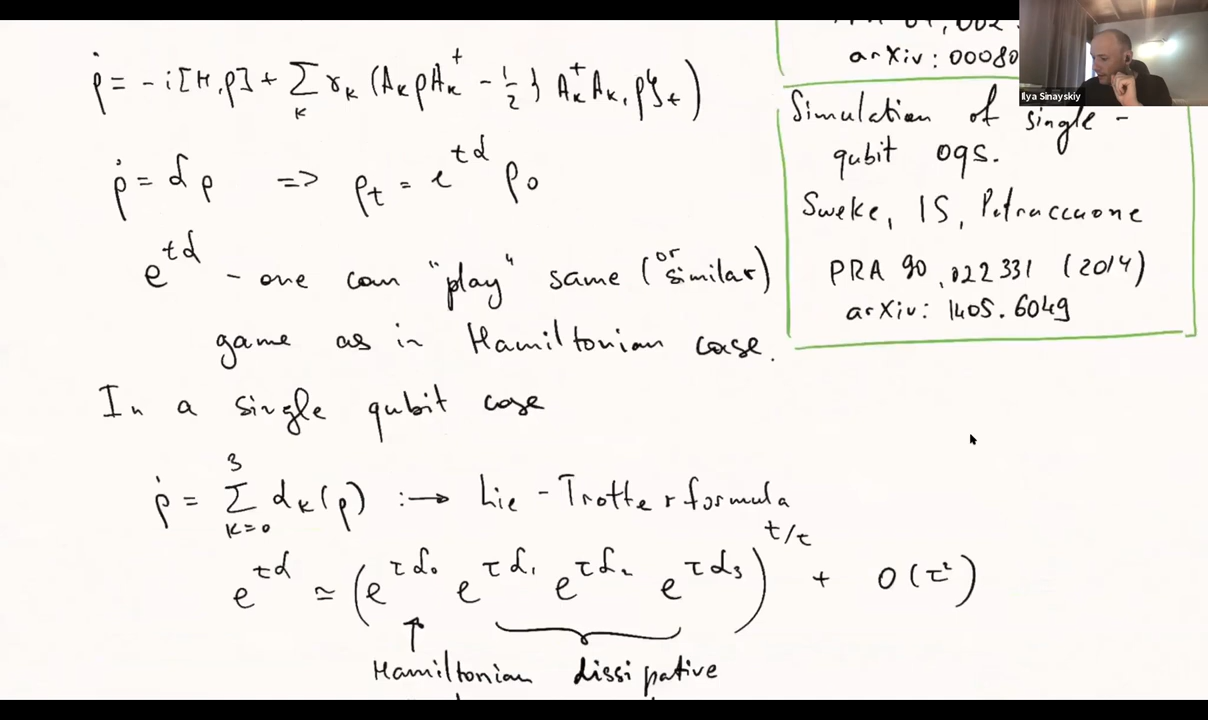 ρ̇ = -i[H,ρ] + Σ_K γ_K (A_K ρ A_K^+ - 1/2 { A_K^+ A_K, ρ}_+)
ρ̇ = ℒρ => ρ_t = e^{tℒ} ρ_0
e^{tℒ} - one can "play" same (or similar)
game as in Hamiltonian case.
In a single qubit case
ρ̇ = Σ_{K=0}^{3} ℒ_K(ρ) :→ Lie-Trotter formula
e^{tℒ} ≃ (e^{τℒ_0} e^{τℒ_1} e^{τℒ_2} e^{τℒ_3})^{t/τ} + O(τ²)
↑
Hamiltonian dissipative
arXiv: 00080
Simulation of single-
qubit OQS.
Sweke, IS, Petruccione
PRA 90, 022331 (2014)
arXiv: 1405.6049
Ilya Sinayskiy